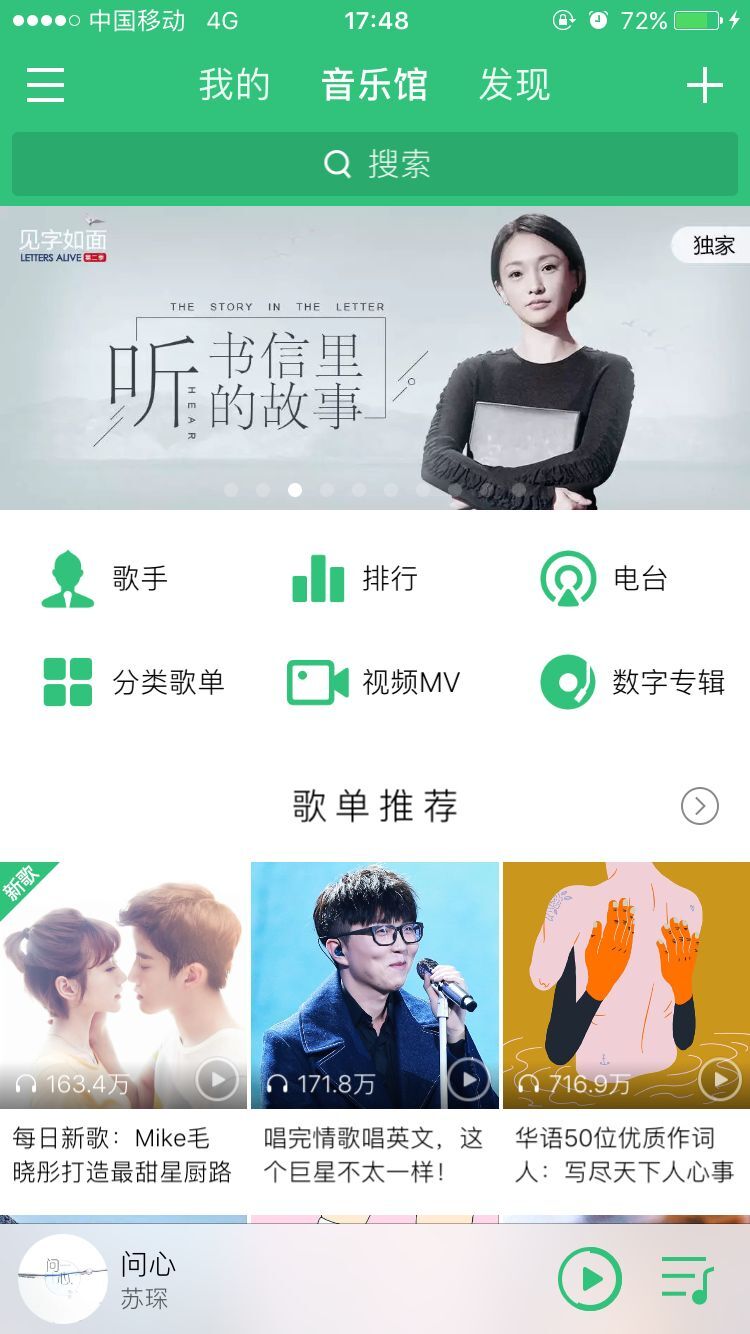 中国移动 4G 17:48 72%
我的 音乐馆 发现
搜索
见字如面
LETTERS ALIVE 第二季
独家
THE STORY IN THE LETTER
听书信里的故事
HEAR
歌手 排行 电台
分类歌单 视频MV 数字专辑
歌单推荐
新歌
163.4万 171.8万 716.9万
每日新歌：Mike毛晓彤打造最甜星厨路
唱完情歌唱英文，这个巨星不太一样！
华语50位优质作词人：写尽天下人心事
问心
问心
苏琛